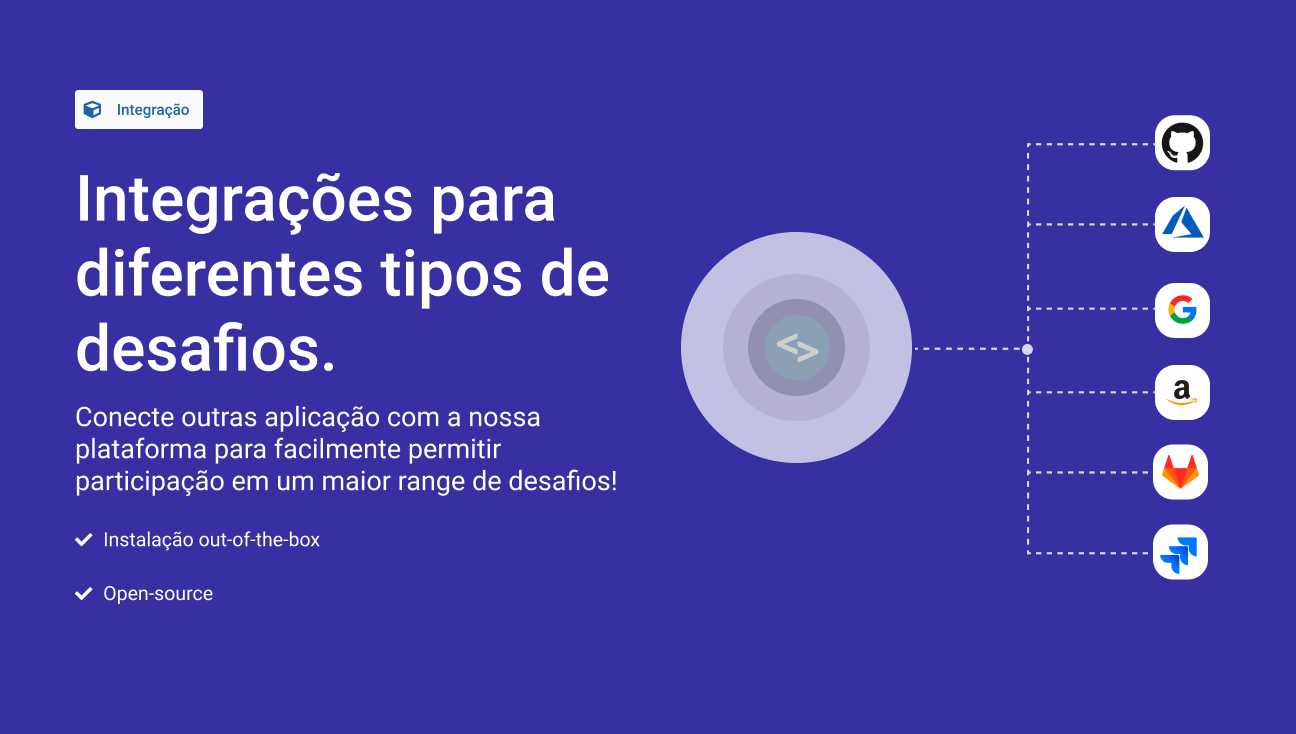 Integração
Integrações para
diferentes tipos de
desafios.
Conecte outras aplicação com a nossa
plataforma para facilmente permitir
participação em um maior range de desafios!
Instalação out-of-the-box
Open-source
<>
a